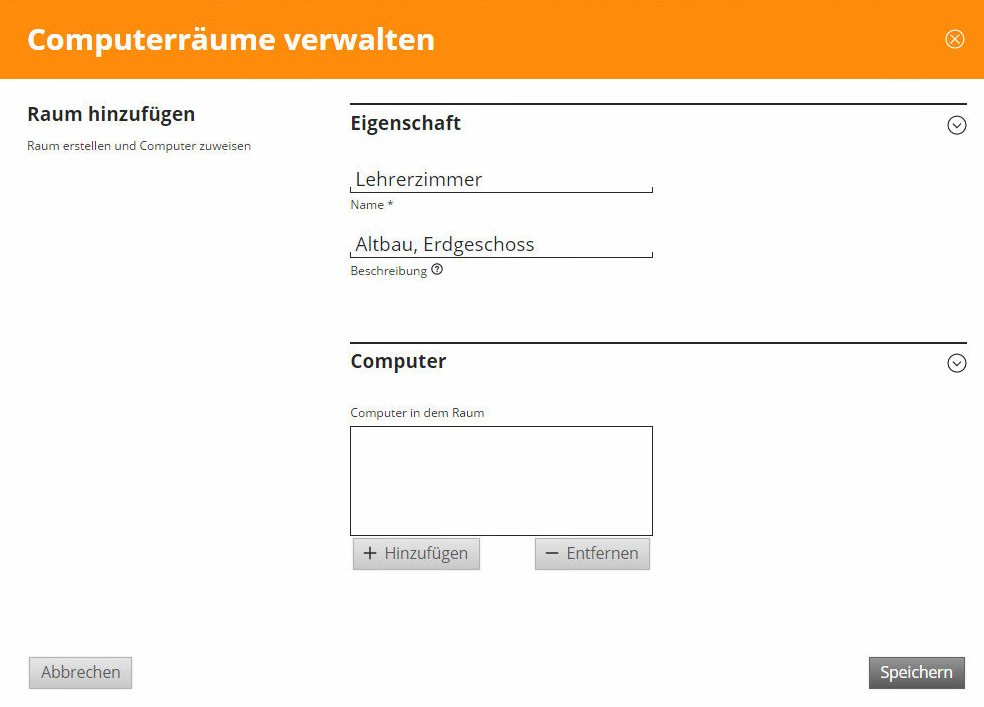 Computerräume verwalten
Raum hinzufügen
Raum erstellen und Computer zuweisen
Eigenschaft
Lehrerzimmer
Name *
Altbau, Erdgeschoss
Beschreibung ?
Computer
Computer in dem Raum
+ Hinzufügen
− Entfernen
Abbrechen
Speichern